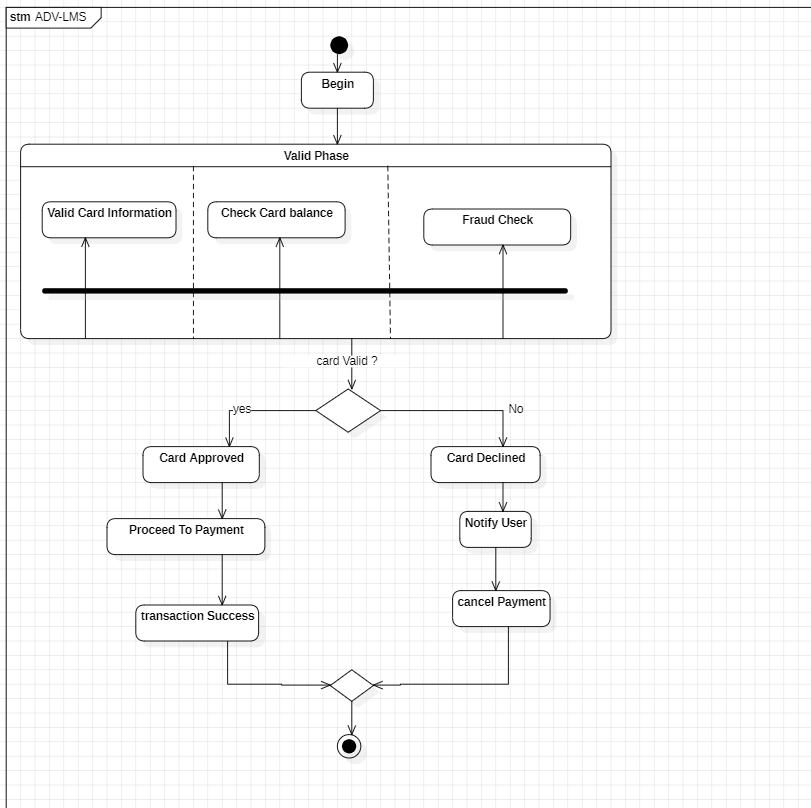 stm ADV-LMS
Begin
Valid Phase
Valid Card Information
Check Card balance
Fraud Check
card Valid ?
yes
No
Card Approved
Card Declined
Proceed To Payment
Notify User
transaction Success
cancel Payment